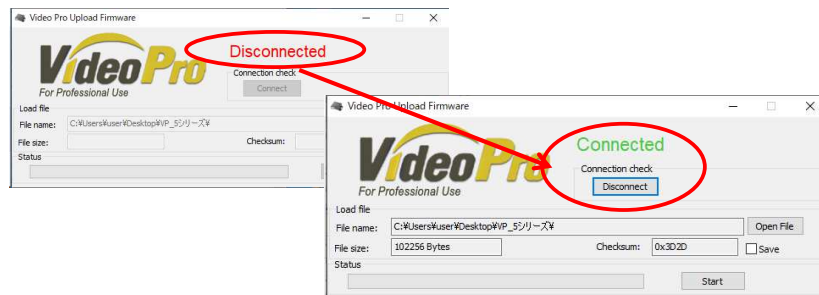 Video Pro Upload Firmware
Disconnected
VideoPro
For Professional Use
Connection check
Connect
Load file
File name: C:¥Users¥user¥Desktop¥VP_5シリーズ¥
File size:
Checksum:
Status
Video Pro Upload Firmware
Connected
VideoPro
For Professional Use
Connection check
Disconnect
Load file
File name: C:¥Users¥user¥Desktop¥VP_5シリーズ¥ Open File
File size: 102256 Bytes Checksum: 0x3D2D Save
Status
Start